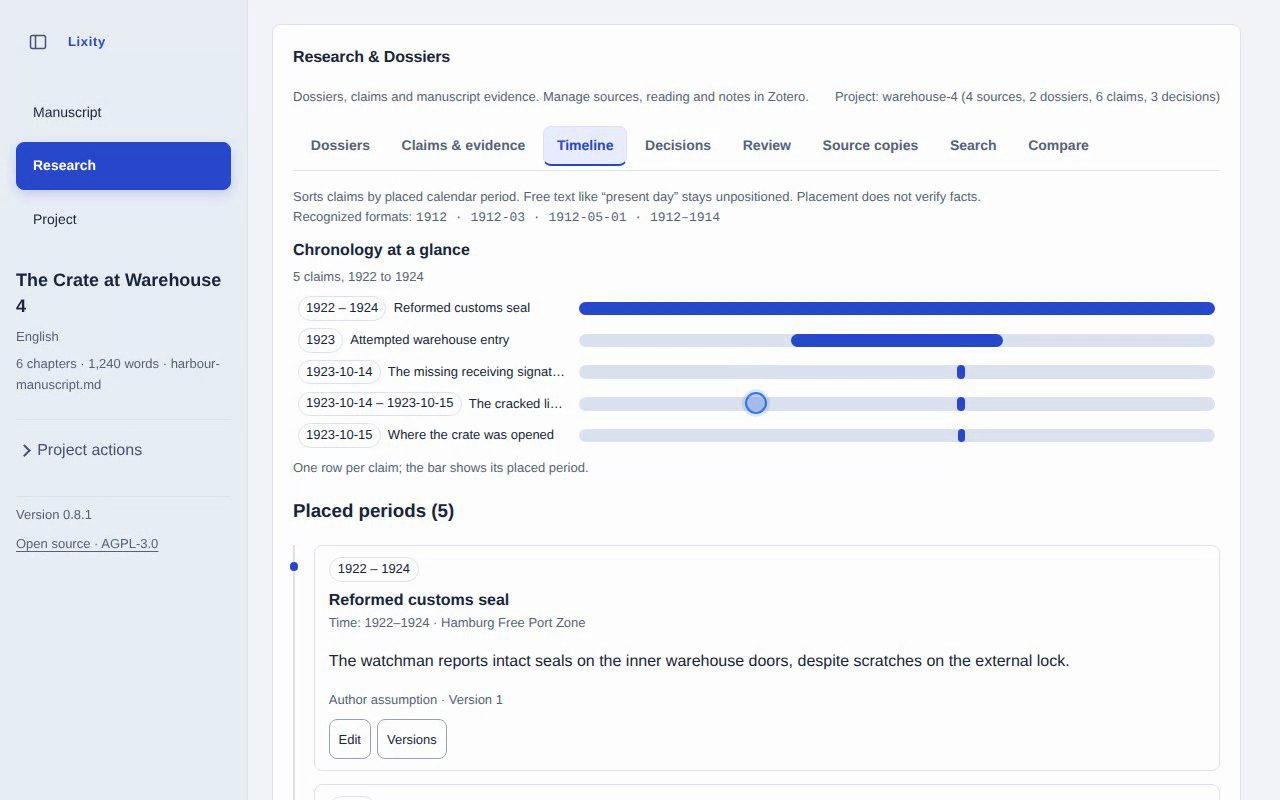 Lixity
Manuscript
Research
Project
The Crate at Warehouse
4
English
6 chapters · 1,240 words · harbour-
manuscript.md
Project actions
Version 0.8.1
Open source · AGPL-3.0
Research & Dossiers
Dossiers, claims and manuscript evidence. Manage sources, reading and notes in Zotero.
Project: warehouse-4 (4 sources, 2 dossiers, 6 claims, 3 decisions)
Dossiers Claims & evidence Timeline Decisions Review Source copies Search Compare
Sorts claims by placed calendar period. Free text like “present day” stays unpositioned. Placement does not verify facts.
Recognized formats: 1912 · 1912-03 · 1912-05-01 · 1912–1914
Chronology at a glance
5 claims, 1922 to 1924
1922 – 1924 Reformed customs seal
1923 Attempted warehouse entry
1923-10-14 The missing receiving signat…
1923-10-14 – 1923-10-15 The cracked li…
1923-10-15 Where the crate was opened
One row per claim; the bar shows its placed period.
Placed periods (5)
1922 – 1924
Reformed customs seal
Time: 1922–1924 · Hamburg Free Port Zone
The watchman reports intact seals on the inner warehouse doors, despite scratches on the external lock.
Author assumption · Version 1
Edit Versions